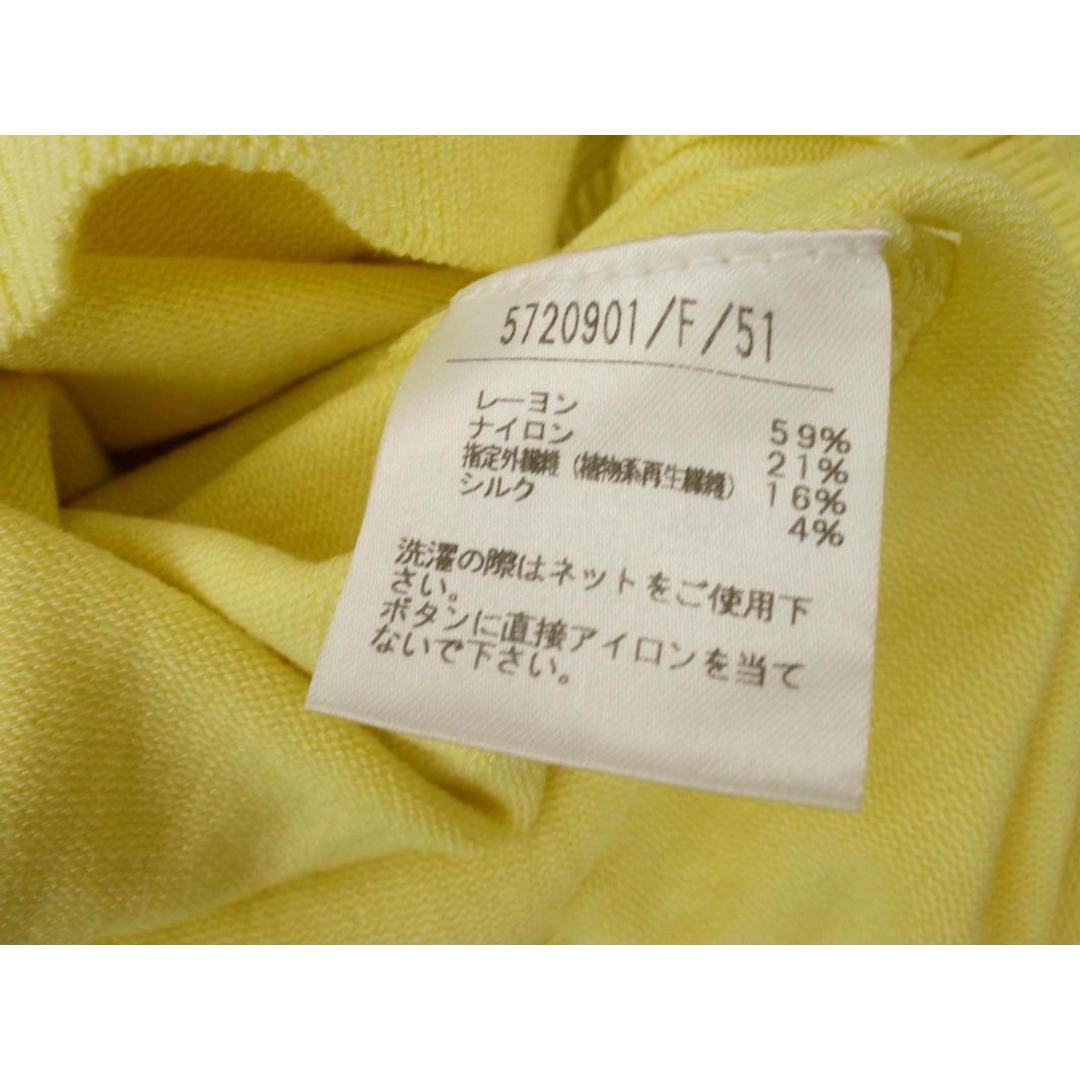 5720901/F/51
レーヨン 59%
ナイロン 21%
指定外繊維(植物系再生繊維) 16%
シルク 4%
洗濯の際はネットをご使用下
さい。
ボタンに直接アイロンを当て
ないで下さい。